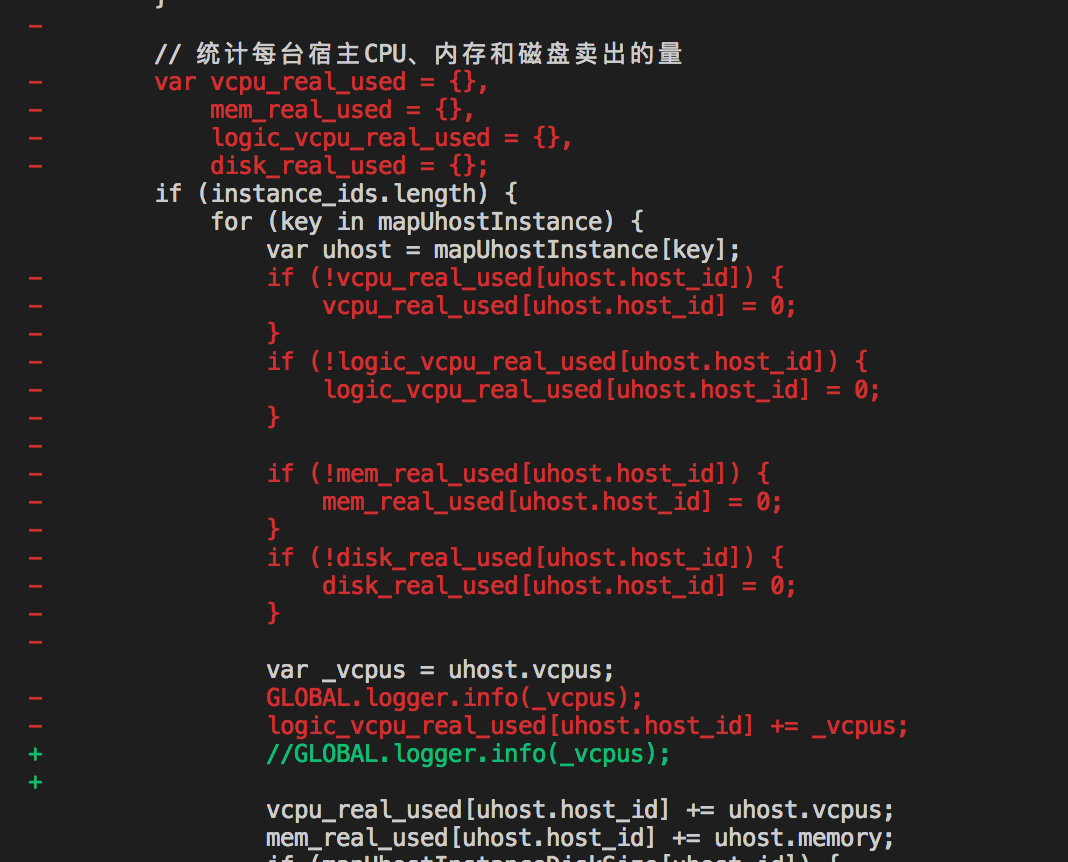 }
-
// 统计每台宿主CPU、内存和磁盘卖出的量
- var vcpu_real_used = {},
- mem_real_used = {},
- logic_vcpu_real_used = {},
- disk_real_used = {};
if (instance_ids.length) {
for (key in mapUhostInstance) {
var uhost = mapUhostInstance[key];
- if (!vcpu_real_used[uhost.host_id]) {
- vcpu_real_used[uhost.host_id] = 0;
- }
- if (!logic_vcpu_real_used[uhost.host_id]) {
- logic_vcpu_real_used[uhost.host_id] = 0;
- }
-
- if (!mem_real_used[uhost.host_id]) {
- mem_real_used[uhost.host_id] = 0;
- }
- if (!disk_real_used[uhost.host_id]) {
- disk_real_used[uhost.host_id] = 0;
- }
-
var _vcpus = uhost.vcpus;
- GLOBAL.logger.info(_vcpus);
- logic_vcpu_real_used[uhost.host_id] += _vcpus;
+ //GLOBAL.logger.info(_vcpus);
+
vcpu_real_used[uhost.host_id] += uhost.vcpus;
mem_real_used[uhost.host_id] += uhost.memory;
if (mapUhostInstanceDiskSize[uhost.id]) {